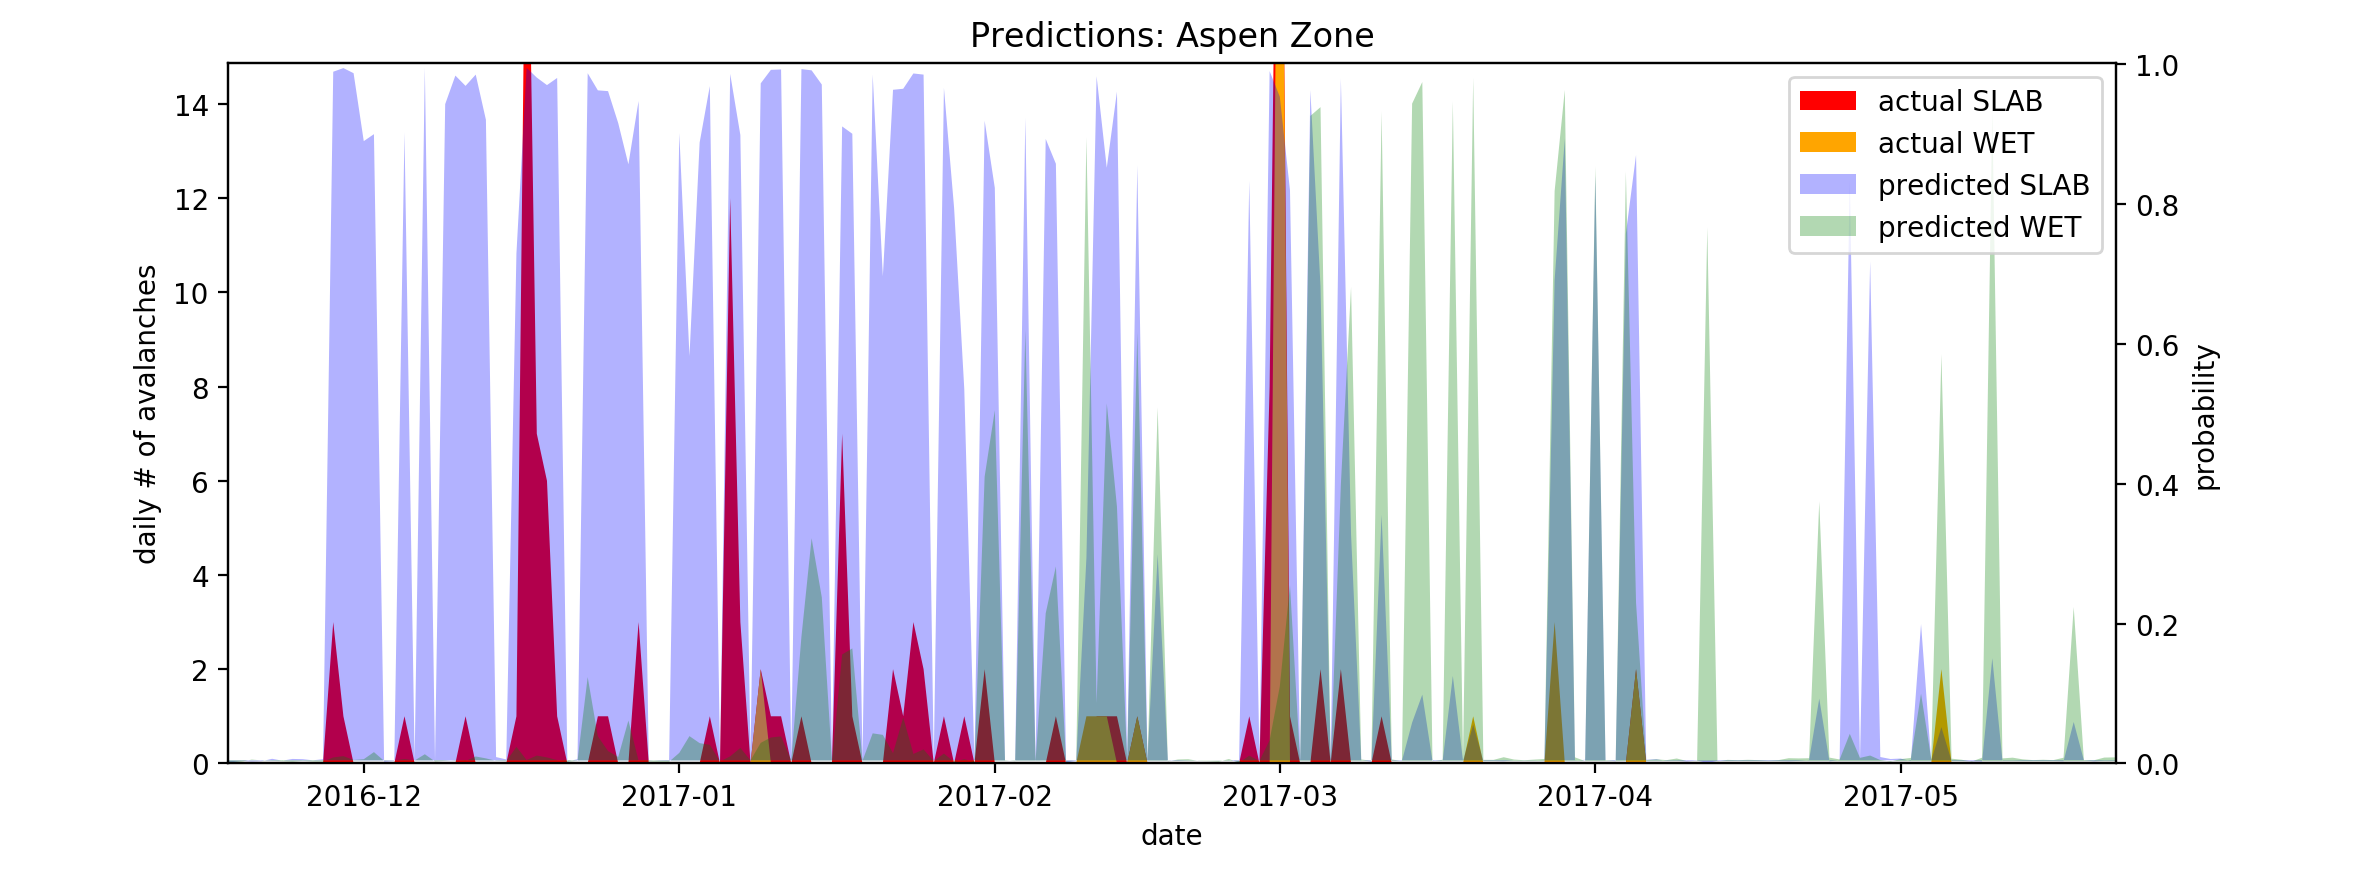 Predictions: Aspen Zone
actual SLAB
actual WET
predicted SLAB
predicted WET
daily # of avalanches
14
12
10
8
6
4
2
0
1.0
0.8
0.6
0.4
0.2
0.0
probability
2016-12 2017-01 2017-02 2017-03 2017-04 2017-05
date